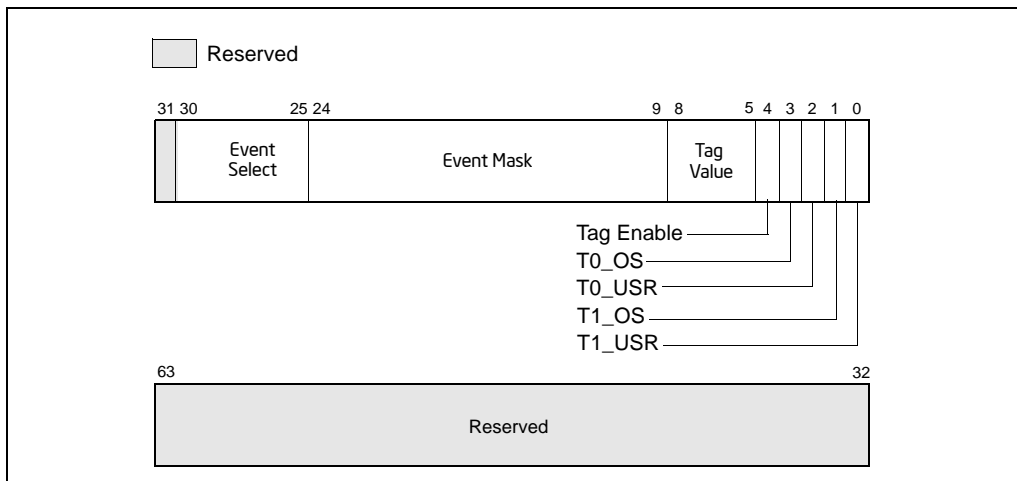 Reserved
31 30 25 24 9 8 5 4 3 2 1 0
Event
Select
Event Mask
Tag
Value
Tag Enable
T0_OS
T0_USR
T1_OS
T1_USR
63 32
Reserved